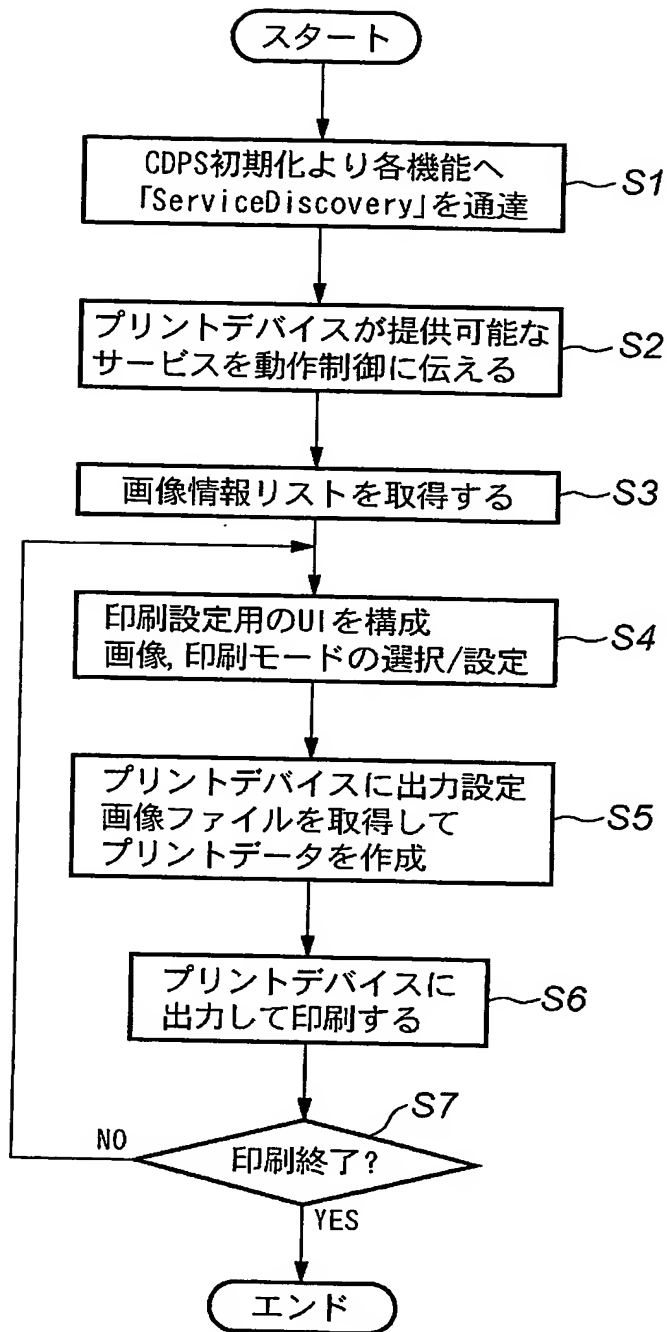 スタート
CDPS初期化より各機能へ
「ServiceDiscovery」を通達
S1
プリントデバイスが提供可能な
サービスを動作制御に伝える
S2
画像情報リストを取得する
S3
印刷設定用のUIを構成
画像,印刷モードの選択/設定
S4
プリントデバイスに出力設定
画像ファイルを取得して
プリントデータを作成
S5
プリントデバイスに
出力して印刷する
S6
S7
NO
印刷終了?
YES
エンド